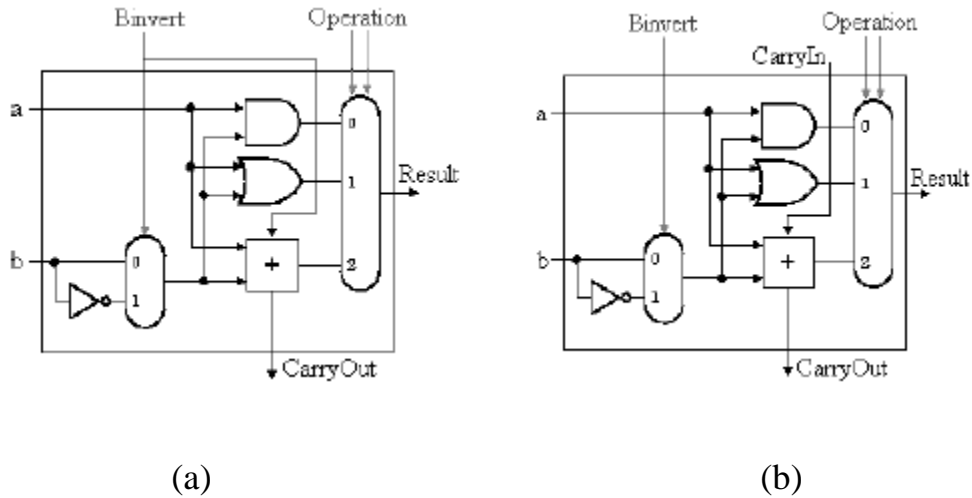 Binvert Operation
a
0
1
Result
b
0
1
+
2
CarryOut
(a)
Binvert Operation
CarryIn
a
0
1
Result
b
0
1
+
2
CarryOut
(b)